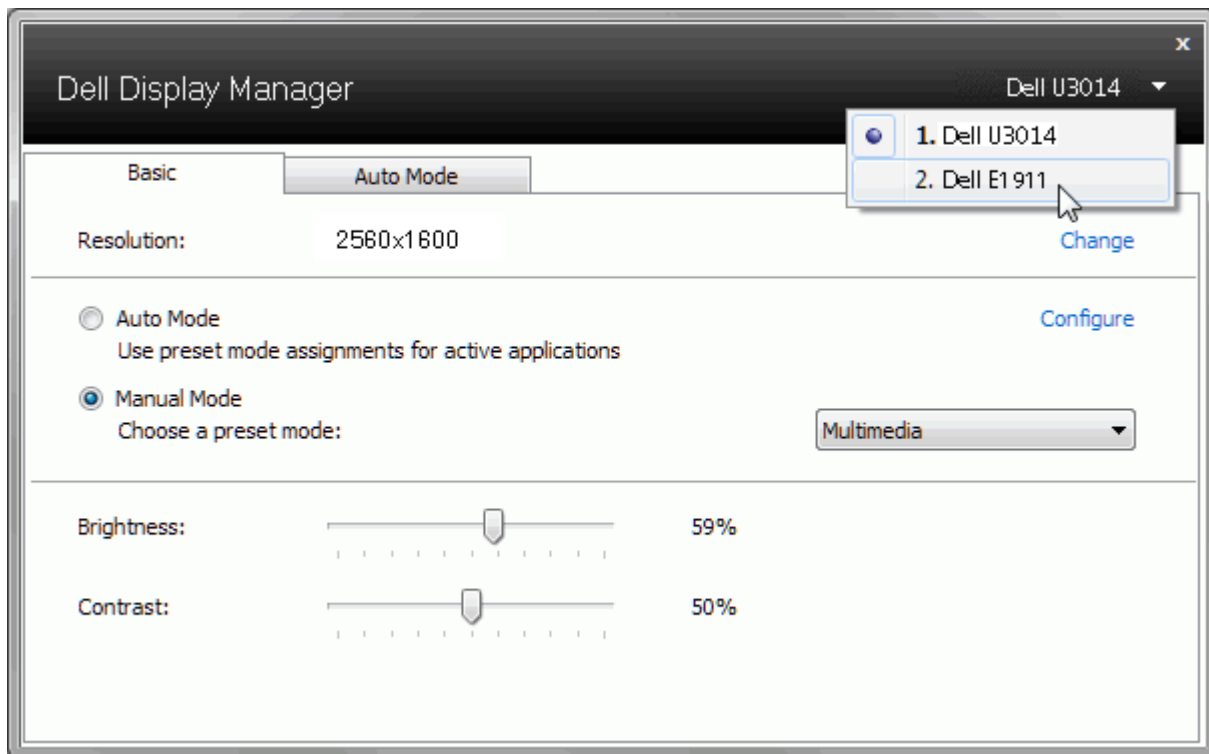 x
Dell Display Manager
Dell U3014
1. Dell U3014
2. Dell E1911
Basic
Auto Mode
Resolution:
2560x1600
Change
Auto Mode
Configure
Use preset mode assignments for active applications
Manual Mode
Choose a preset mode:
Multimedia
Brightness:
59%
Contrast:
50%